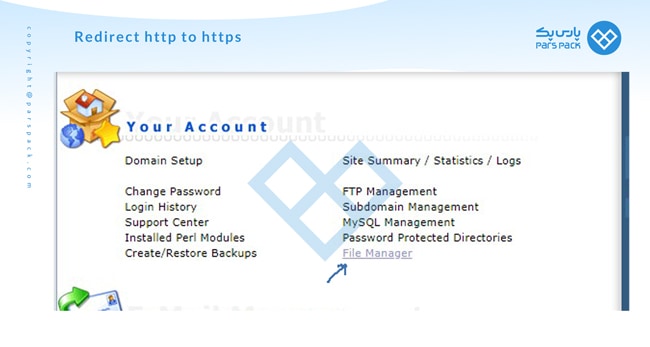 Redirect http to https
پارس پک
PARS PACK
copyright@parspack.com
Your Account
Your Account
Domain Setup
Site Summary / Statistics / Logs
Change Password
FTP Management
Login History
Subdomain Management
Support Center
MySQL Management
Installed Perl Modules
Password Protected Directories
Create/Restore Backups
File Manager